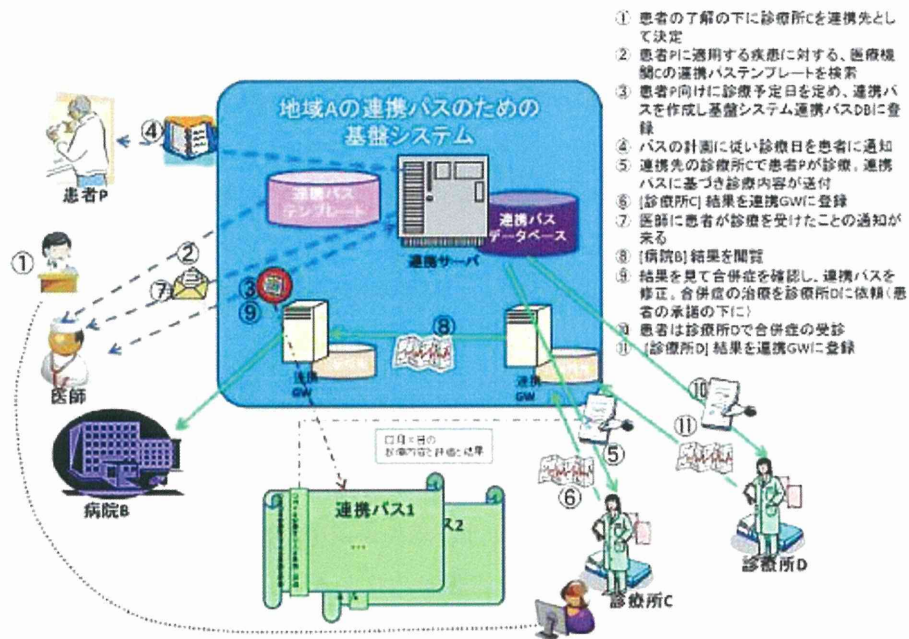 ① 患者の了解の下に診療所Cを連携先とし
て決定
② 患者Pに適用する疾患に対する、医療機
関Cの連携パステンプレートを検索
③ 患者P向けに診療予定日を定め、連携パ
スを作成し基盤システム連携パスDBに登
録
④ パスの計画に従い診療日を患者に通知
⑤ 連携先の診療所Cで患者Pが診療。連携
パスに基づき診療内容が送付
⑥ [診療所C] 結果を連携GWに登録
⑦ 医師に患者が診療を受けたことの通知が
来る
⑧ [病院B] 結果を閲覧
⑨ 結果を見て合併症を確認し、連携パスを
修正。合併症の治療を診療所Dに依頼(患
者の承諾の下に)
⑩ 患者は診療所Dで合併症の受診
⑪ [診療所D] 結果を連携GWに登録
地域Aの連携パスのための
基盤システム
④
患者P
連携パス
テンプレート
連携パス
データベース
連携サーバ
①
②
⑦
③
⑨
⑧
医師
連携
GW
連携
GW
⑩
⑪
⑤
⑥
病院B
連携パス1
...
ス2
診療所C
診療所D